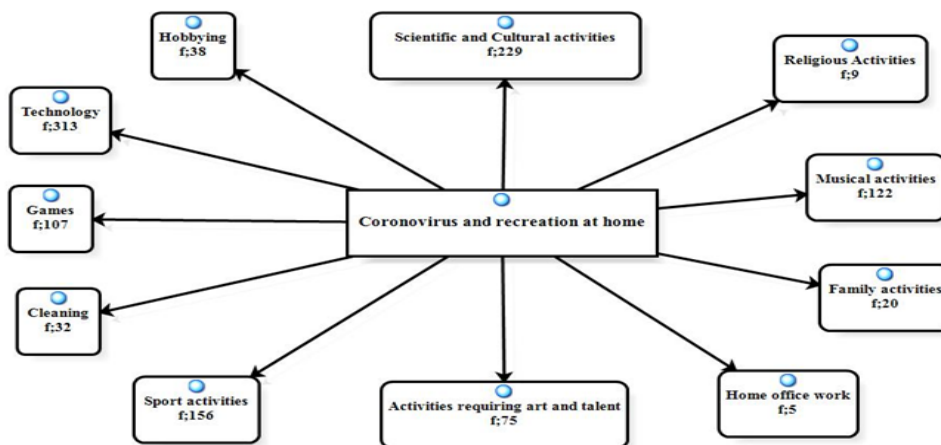 Hobbying
f;38
Scientific and Cultural activities
f;229
Religious Activities
f;9
Technology
f;313
Musical activities
f;122
Games
f;107
Coronovirus and recreation at home
Family activities
f;20
Cleaning
f;32
Sport activities
f;156
Activities requiring art and talent
f;75
Home office work
f;5